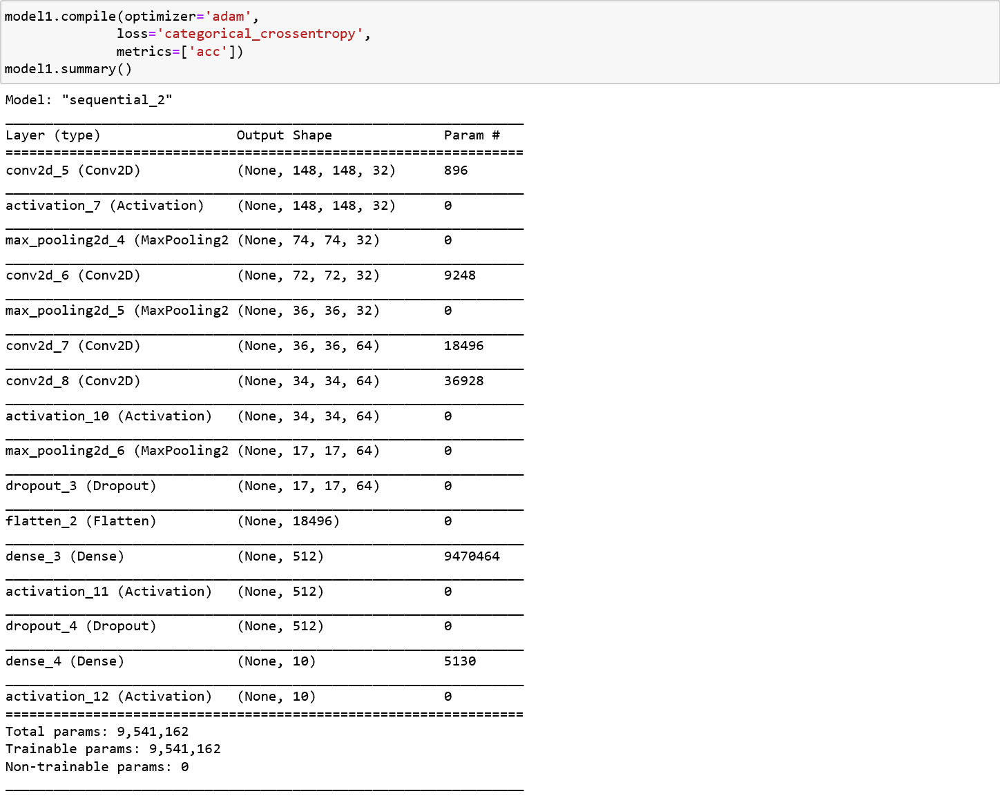 model1.compile(optimizer='adam',
              loss='categorical_crossentropy',
              metrics=['acc'])
model1.summary()
Model: "sequential_2"
_________________________________________________________________
Layer (type)                 Output Shape              Param #
=================================================================
conv2d_5 (Conv2D)            (None, 148, 148, 32)      896
_________________________________________________________________
activation_7 (Activation)    (None, 148, 148, 32)      0
_________________________________________________________________
max_pooling2d_4 (MaxPooling2 (None, 74, 74, 32)        0
_________________________________________________________________
conv2d_6 (Conv2D)            (None, 72, 72, 32)        9248
_________________________________________________________________
max_pooling2d_5 (MaxPooling2 (None, 36, 36, 32)        0
_________________________________________________________________
conv2d_7 (Conv2D)            (None, 36, 36, 64)        18496
_________________________________________________________________
conv2d_8 (Conv2D)            (None, 34, 34, 64)        36928
_________________________________________________________________
activation_10 (Activation)   (None, 34, 34, 64)        0
_________________________________________________________________
max_pooling2d_6 (MaxPooling2 (None, 17, 17, 64)        0
_________________________________________________________________
dropout_3 (Dropout)          (None, 17, 17, 64)        0
_________________________________________________________________
flatten_2 (Flatten)          (None, 18496)             0
_________________________________________________________________
dense_3 (Dense)              (None, 512)               9470464
_________________________________________________________________
activation_11 (Activation)   (None, 512)               0
_________________________________________________________________
dropout_4 (Dropout)          (None, 512)               0
_________________________________________________________________
dense_4 (Dense)              (None, 10)                5130
_________________________________________________________________
activation_12 (Activation)   (None, 10)                0
=================================================================
Total params: 9,541,162
Trainable params: 9,541,162
Non-trainable params: 0
_________________________________________________________________